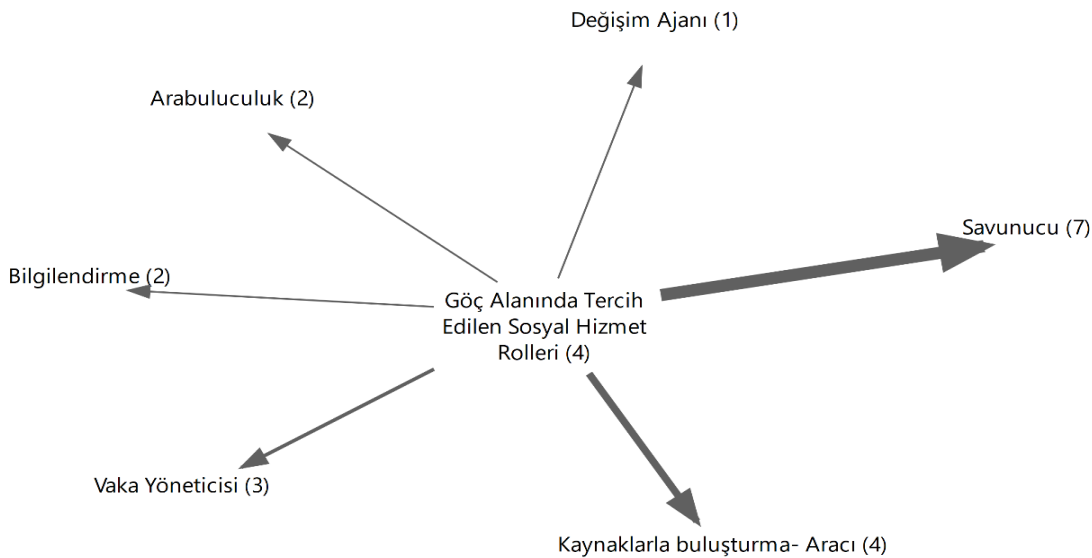 Değişim Ajanı (1)
Arabuluculuk (2)
Savunucu (7)
Bilgilendirme (2)
Göç Alanında Tercih
Edilen Sosyal Hizmet
Rolleri (4)
Vaka Yöneticisi (3)
Kaynaklarla buluşturma- Aracı (4)